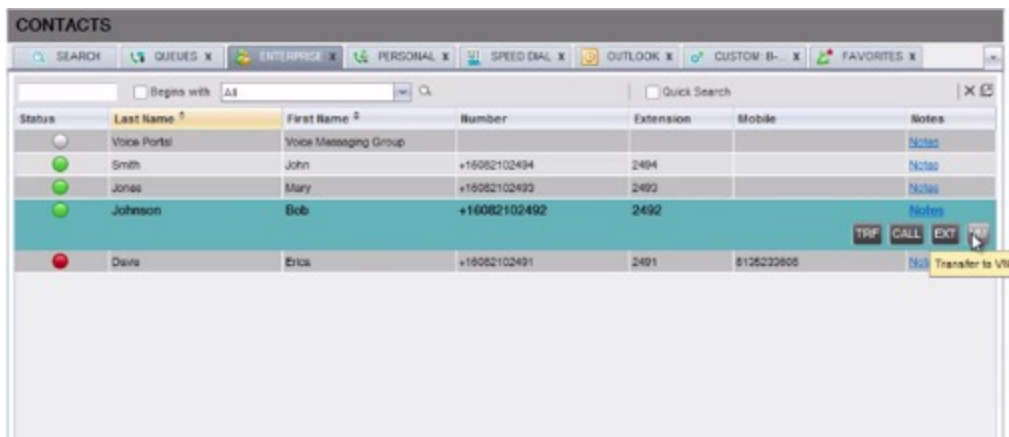 CONTACTS
SEARCH QUEUES X ENTERPRISE X PERSONAL X SPEED DIAL X OUTLOOK X CUSTOM: B-... X FAVORITES X
Begins with All Quick Search
Status Last Name First Name Number Extension Mobile Notes
Voice Portal Voice Messaging Group Notes
Smith John +16082102494 2494 Notes
Jones Mary +16082102493 2493 Notes
Johnson Bob +16082102492 2492 Notes
TRF CALL EXT
Davis Erica +16082102491 2491 Notes
Transfer to VM